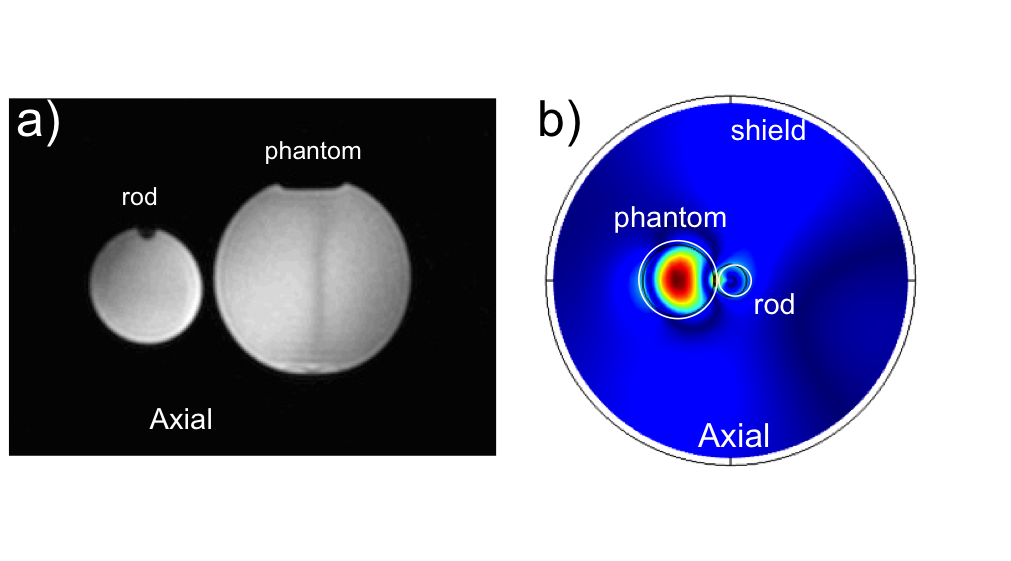 a)
phantom
rod
Axial
b)
shield
phantom
rod
Axial